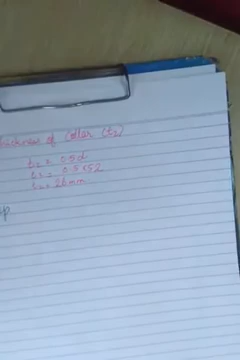 thickness of Collar (t₂)
t₂ = 0.5d
t₂ = 0.5×52
t₂ = 26mm